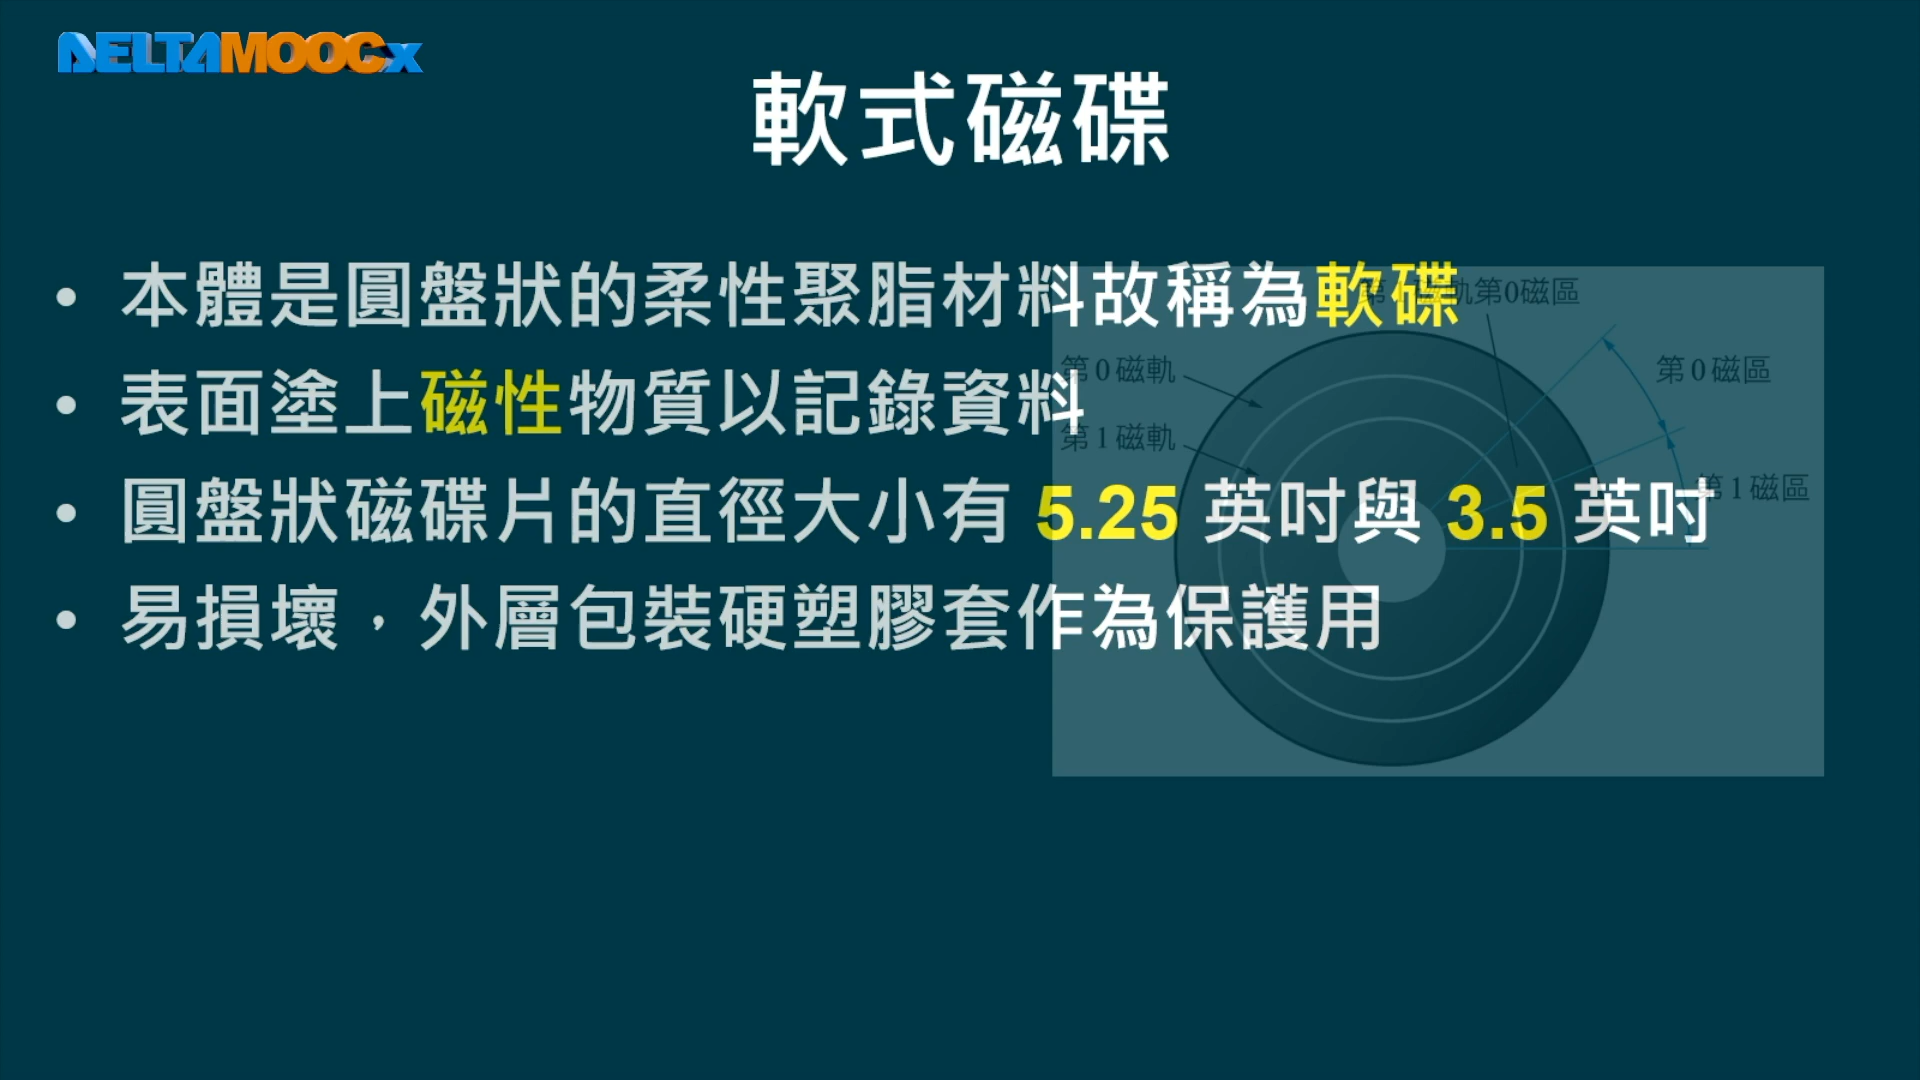 DELTAMOOCx
軟式磁碟
• 本體是圓盤狀的柔性聚脂材料故稱為軟碟
• 表面塗上磁性物質以記錄資料
• 圓盤狀磁碟片的直徑大小有 5.25 英吋與 3.5 英吋
• 易損壞，外層包裝硬塑膠套作為保護用
第0磁區
第0磁軌
第0磁區
第1磁軌
第1磁區